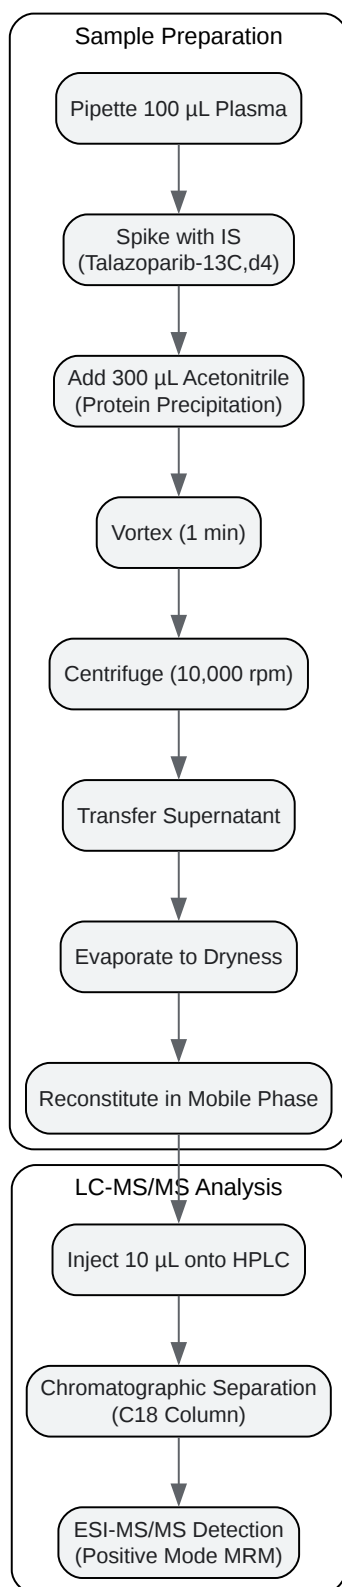 Sample Preparation
Pipette 100 µL Plasma
Spike with IS
(Talazoparib-13C,d4)
Add 300 µL Acetonitrile
(Protein Precipitation)
Vortex (1 min)
Centrifuge (10,000 rpm)
Transfer Supernatant
Evaporate to Dryness
Reconstitute in Mobile Phase
LC-MS/MS Analysis
Inject 10 µL onto HPLC
Chromatographic Separation
(C18 Column)
ESI-MS/MS Detection
(Positive Mode MRM)